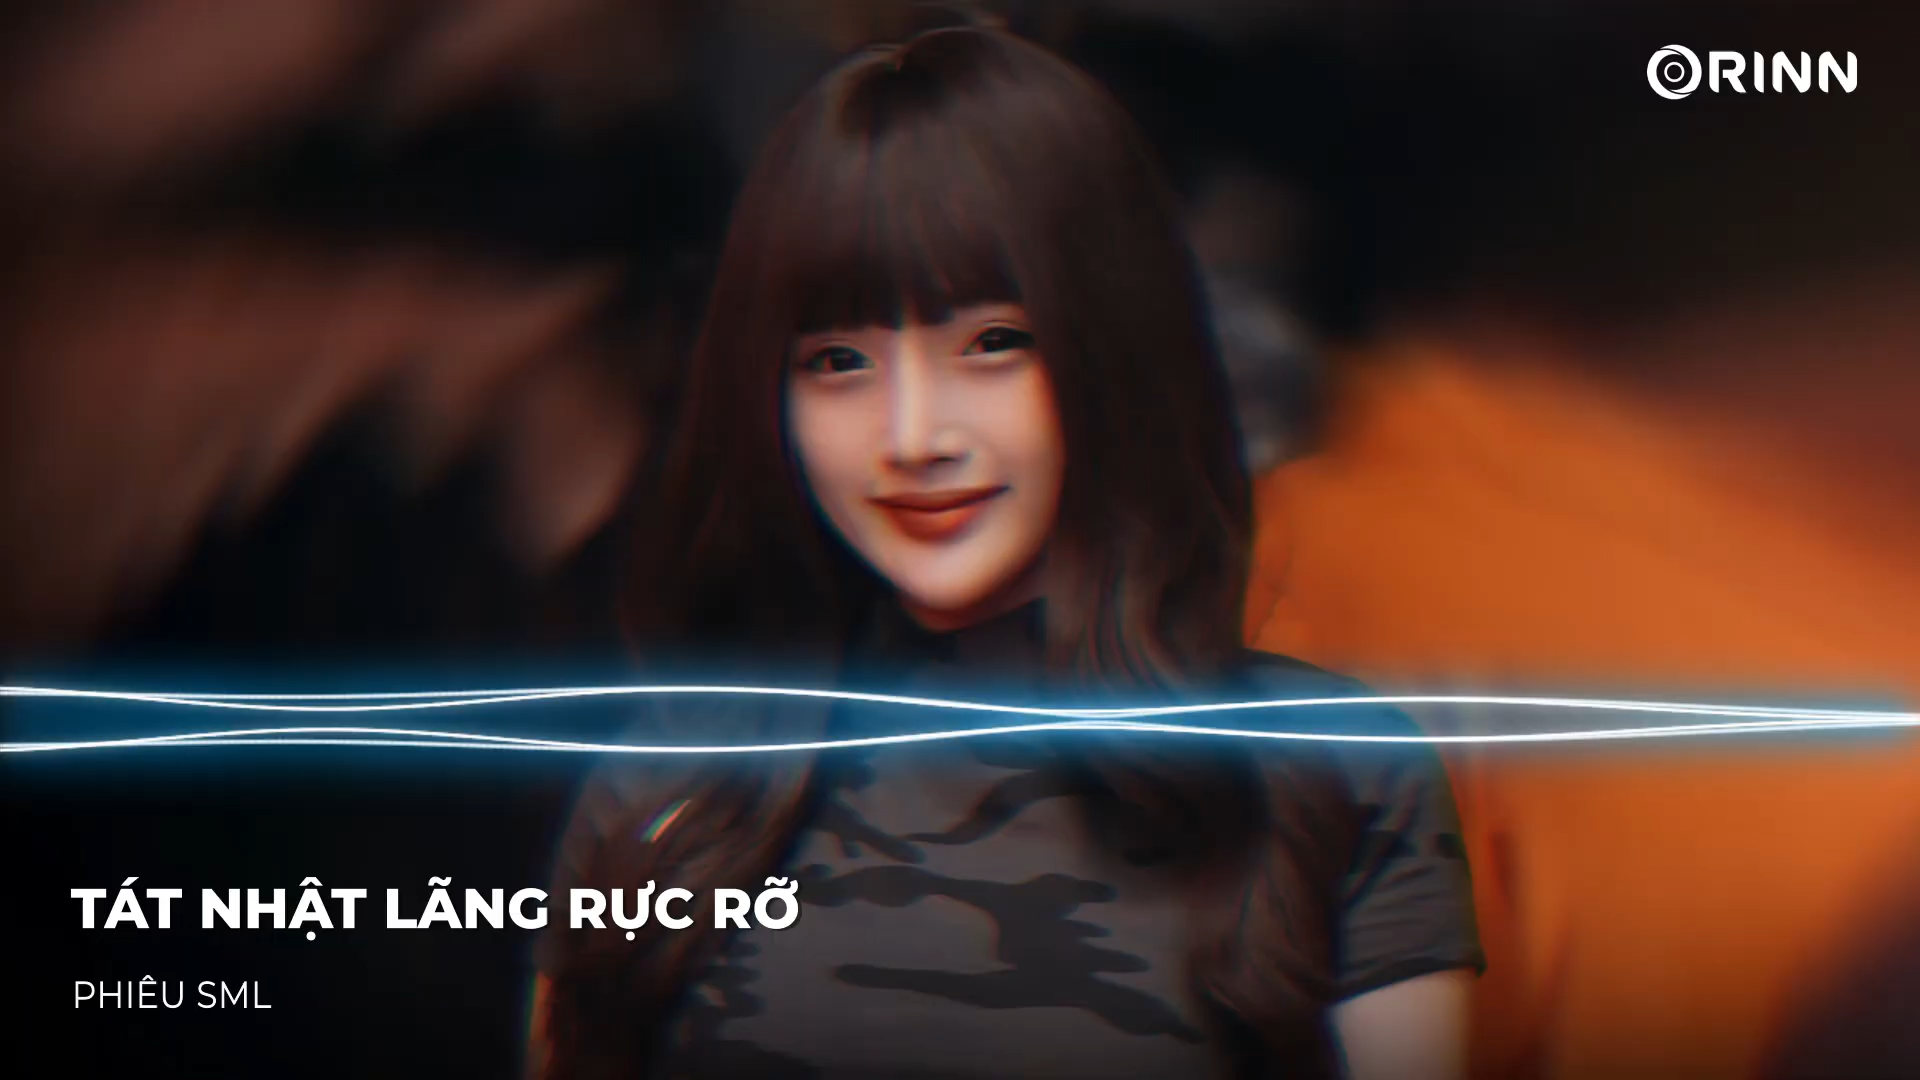 ORINN
TÁT NHẬT LÃNG RỰC RỠ
PHIÊU SML